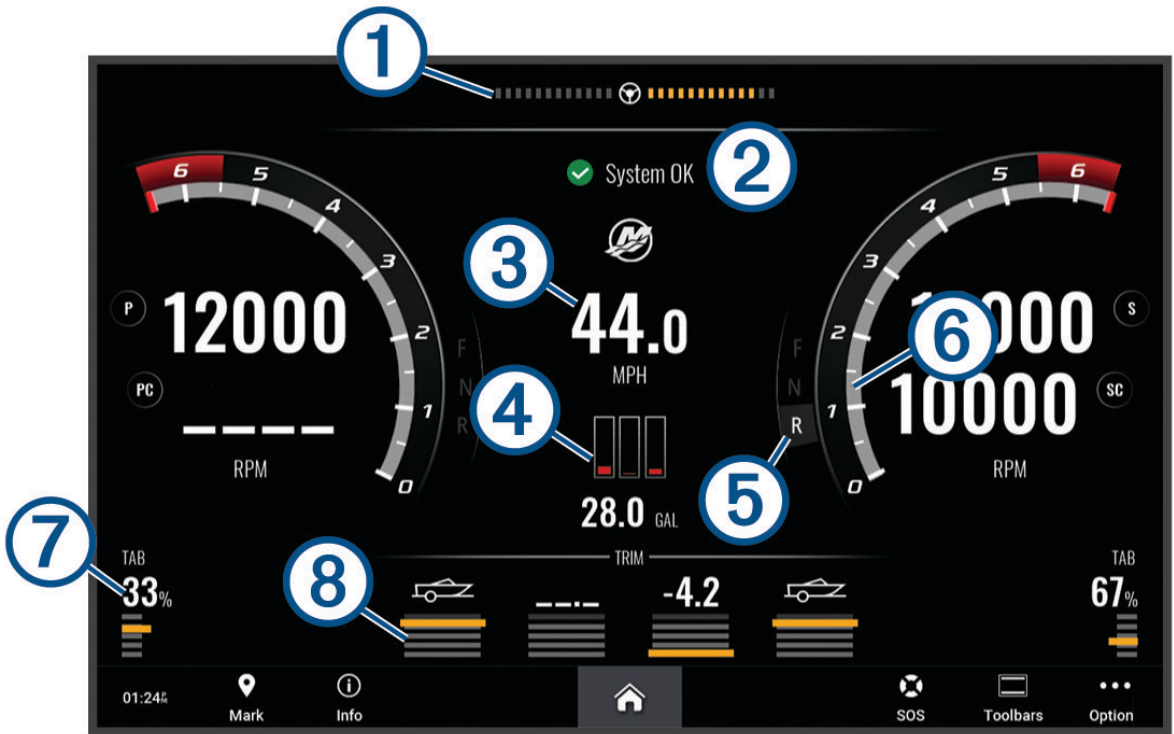 1
2
System OK
3
44.0
MPH
6 5 4 3 2 1 0
P
12000
PC
– – – –
RPM
F
N
R
4
28.0 GAL
5 6 4 3 2 1 0
6
S
000
SC
10000
RPM
F
N
R
5
7
TAB
33%
8
TRIM
--.-
-4.2
TAB
67%
01:24 PM
Mark
Info
SOS
Toolbars
Option